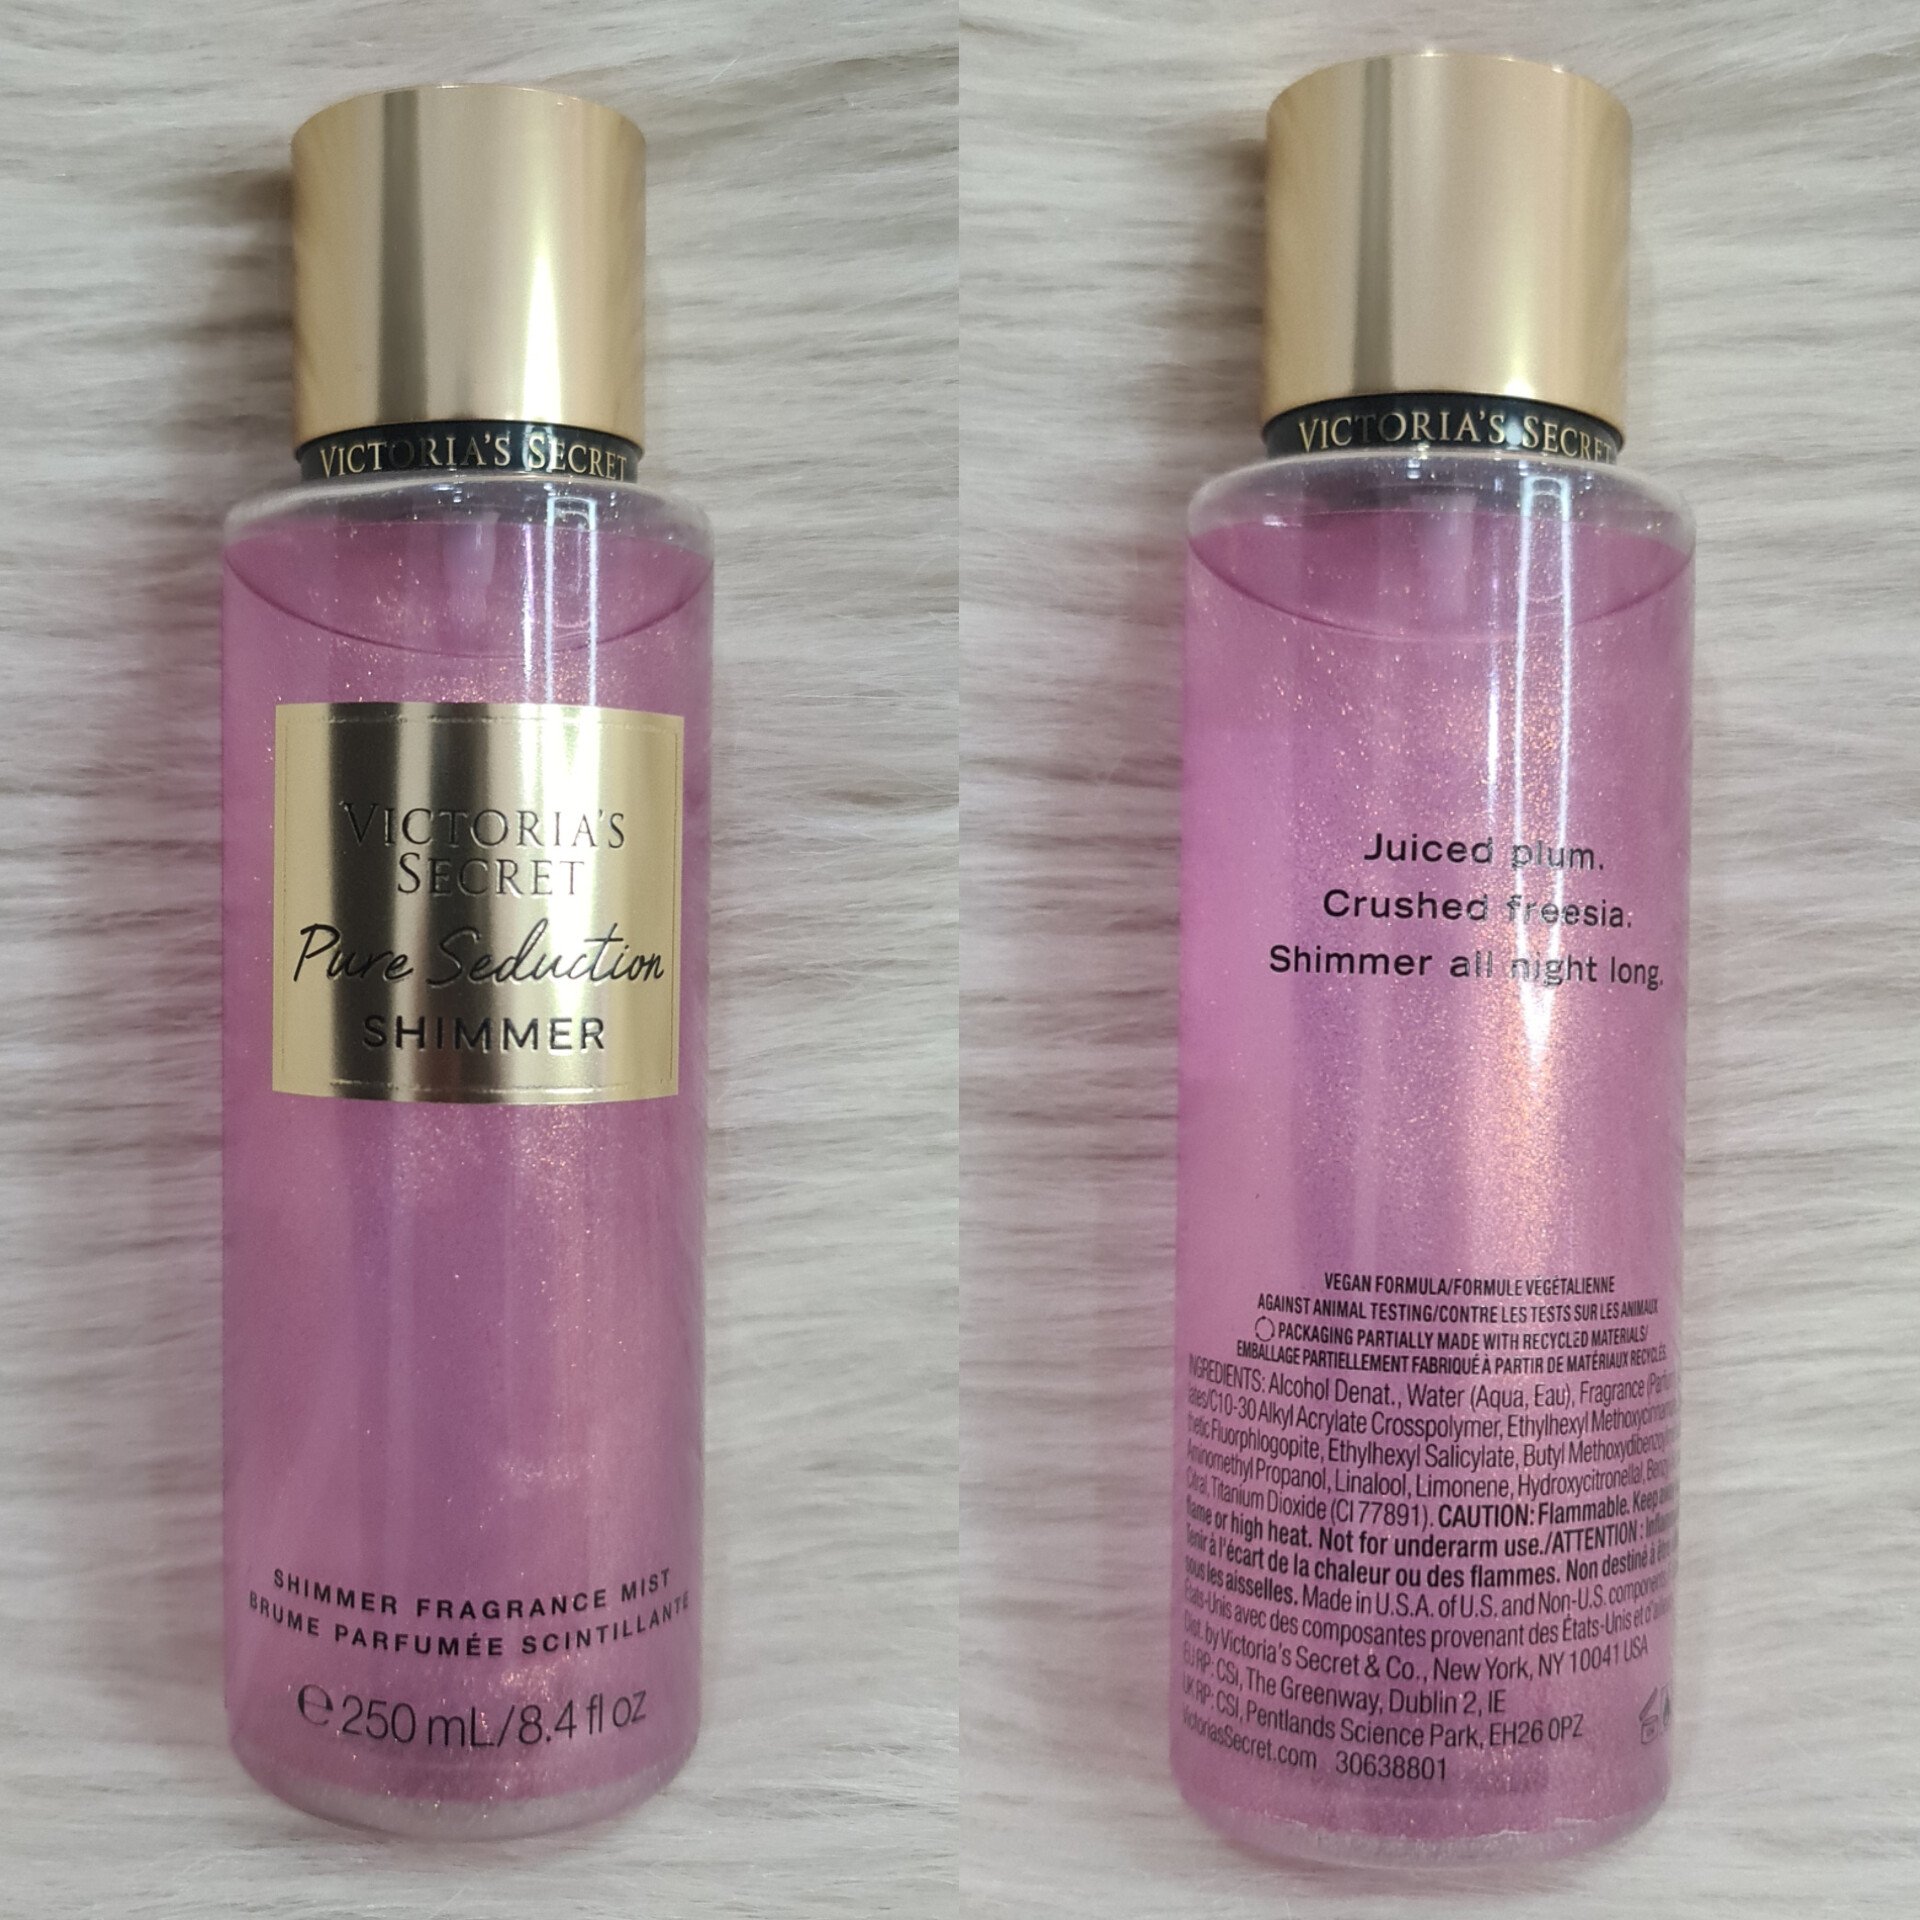 VICTORIA'S SECRET
VICTORIA'S
SECRET
Pure Seduction
SHIMMER
SHIMMER FRAGRANCE MIST
BRUME PARFUMÉE SCINTILLANTE
℮ 250 mL/8.4 fl oz
VICTORIA'S SECRET
Juiced plum.
Crushed freesia.
Shimmer all night long.
VEGAN FORMULA/FORMULE VEGÉTALIENNE
AGAINST ANIMAL TESTING/CONTRE LES TESTS SUR LES ANIMAUX
PACKAGING PARTIALLY MADE WITH RECYCLED MATERIALS/
EMBALLAGE PARTIELLEMENT FABRIQUÉ À PARTIR DE MATÉRIAUX RECYCLÉS
INGREDIENTS: Alcohol Denat., Water (Aqua, Eau), Fragrance
C10-30 Alkyl Acrylate Crosspolymer, Ethylhexyl
Fluorphlogopite, Ethylhexyl Salicylate, Butyl
Aminomethyl Propanol, Linalool, Limonene, Hydroxycitronellal,
Citral, Titanium Dioxide (CI 77891). CAUTION: Flammable. Keep
flame or high heat. Not for underarm use./ATTENTION :
Tenir à l'écart de la chaleur ou des flammes. Non destiné à
sous les aisselles. Made in U.S.A. of U.S. and Non-U.S.
États-Unis avec des composantes provenant des États-Unis et
Dist. by Victoria's Secret & Co., New York, NY 10041 USA
EU RP: CSi, The Greenway, Dublin 2, IE
UK RP: CSI, Pentlands Science Park, EH26 0PZ
VictoriasSecret.com 30638801